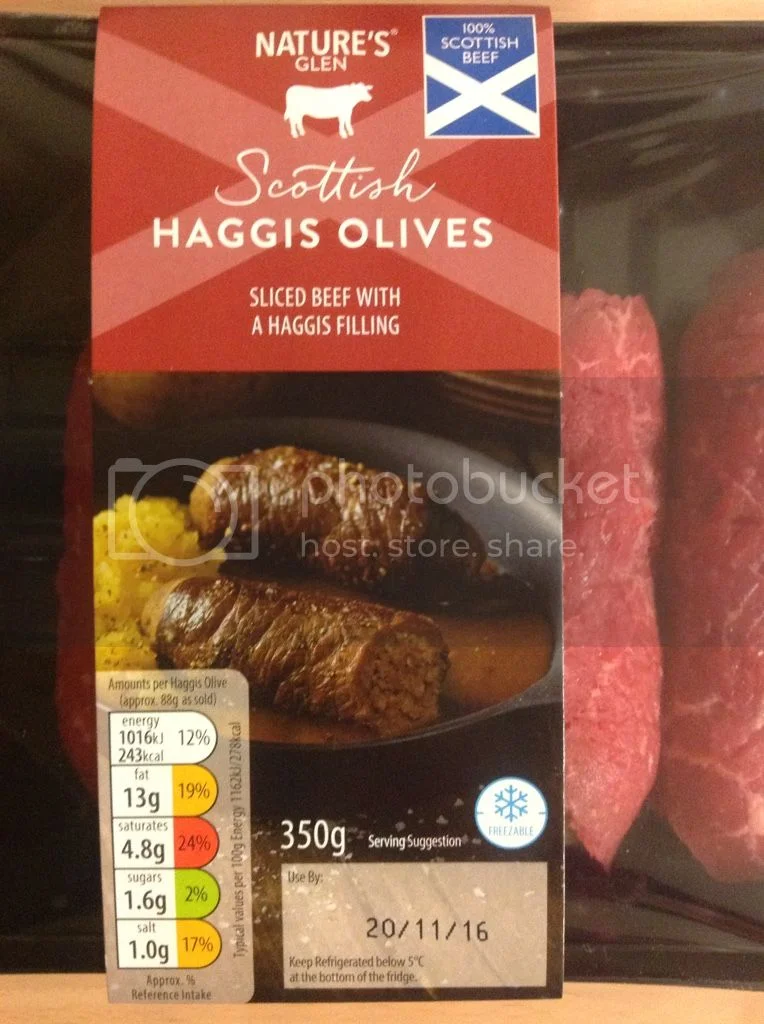 NATURE'S®
GLEN
100%
SCOTTISH
BEEF
Scottish
HAGGIS OLIVES
SLICED BEEF WITH
A HAGGIS FILLING
photobucket
host. store. share.
Amounts per Haggis Olive
(approx. 88g as sold)
energy
1016kJ
243kcal
12%
fat
13g
19%
saturates
4.8g
24%
sugars
1.6g
2%
salt
1.0g
17%
Approx. %
Reference Intake
Typical values per 100g Energy 1162kJ/278kcal
350g
Serving Suggestion
FREEZABLE
Use By:
20/11/16
Keep Refrigerated below 5°C
at the bottom of the fridge.